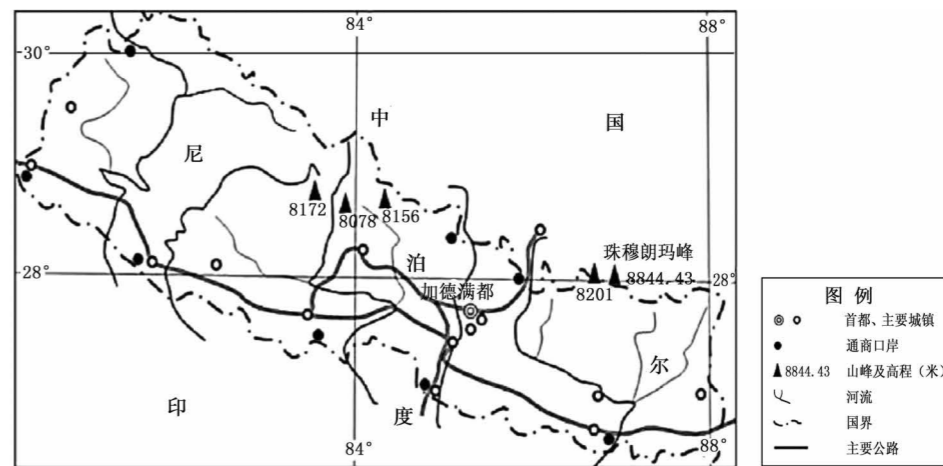 84°
88°
30°
中
国
尼
8172
8078
8156
珠穆朗玛峰
28°
泊
8844.43
28°
8201
加德满都
尔
印
度
84°
88°
图 例
首都、主要城镇
通商口岸
8844.43 山峰及高程（米）
河流
国界
主要公路